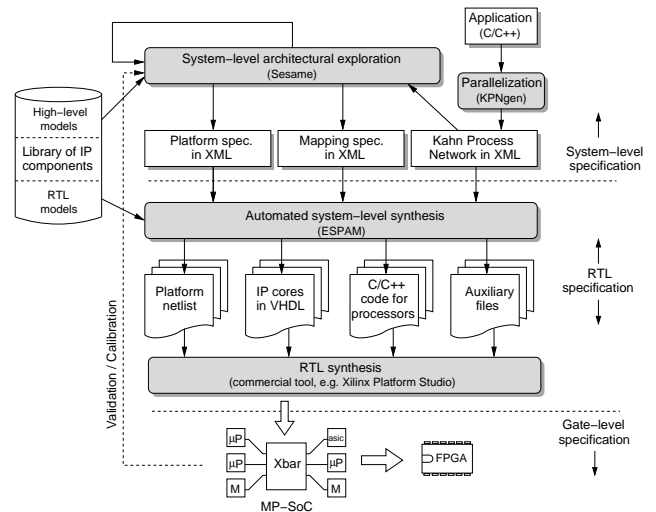 Application
(C/C++)
System−level architectural exploration
(Sesame)
Parallelization
(KPNgen)
High−level
models
Library of IP
components
RTL
models
Platform spec.
in XML
Mapping spec.
in XML
Kahn Process
Network in XML
System−level
specification
Automated system−level synthesis
(ESPAM)
Platform
netlist
IP cores
in VHDL
C/C++
code for
processors
Auxiliary
files
RTL
specification
RTL synthesis
(commercial tool, e.g. Xilinx Platform Studio)
Validation / Calibration
Gate−level
specification
µP
µP
M
Xbar
asic
µP
M
MP−SoC
FPGA